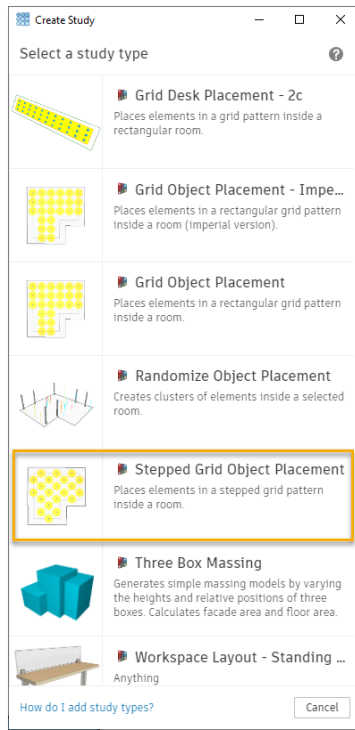 Create Study
Select a study type
Grid Desk Placement - 2c
Places elements in a grid pattern inside a
rectangular room.
Grid Object Placement - Impe...
Places elements in a rectangular grid pattern
inside a room (imperial version).
Grid Object Placement
Places elements in a rectangular grid pattern
inside a room.
Randomize Object Placement
Creates clusters of elements inside a selected
room.
Stepped Grid Object Placement
Places elements in a stepped grid pattern
inside a room.
Three Box Massing
Generates simple massing models by varying
the heights and relative positions of three
boxes. Calculates facade area and floor area.
Workspace Layout - Standing ...
Anything
How do I add study types?
Cancel